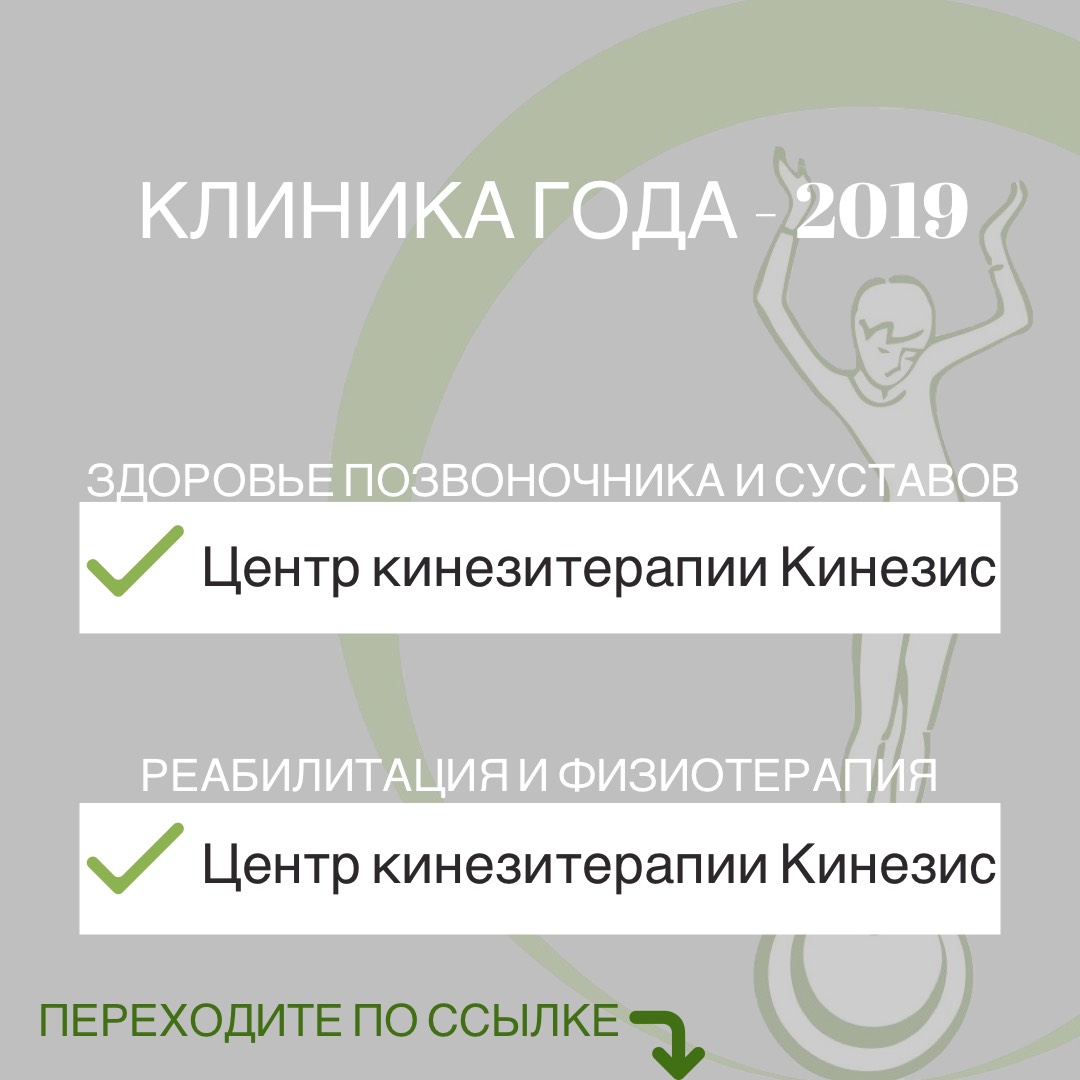 КЛИНИКА ГОДА - 2019
ЗДОРОВЬЕ ПОЗВОНОЧНИКА И СУСТАВОВ
Центр кинезитерапии Кинезис
РЕАБИЛИТАЦИЯ И ФИЗИОТЕРАПИЯ
Центр кинезитерапии Кинезис
ПЕРЕХОДИТЕ ПО ССЫЛКЕ